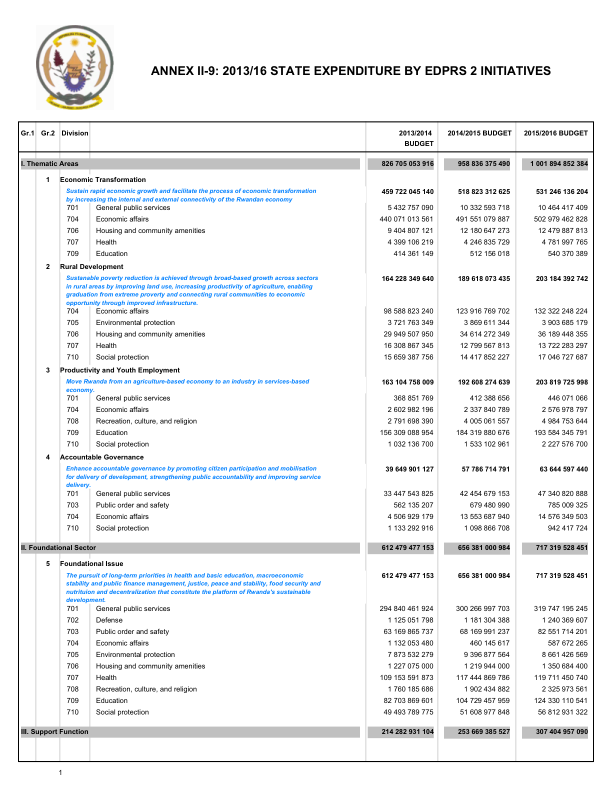 ANNEX II-9: 2013/16 STATE EXPENDITURE BY EDPRS 2 INITIATIVES
Gr.1 Gr.2 Division 2013/2014 BUDGET 2014/2015 BUDGET 2015/2016 BUDGET
I. Thematic Areas 826 705 053 916 958 836 375 490 1 001 894 852 384
1 Economic Transformation
Sustain rapid economic growth and facilitate the process of economic transformation 459 722 045 140 518 823 312 625 531 246 136 204
by increasing the internal and external connectivity of the Rwandan economy
701 General public services 5 432 757 090 10 332 593 718 10 464 417 409
704 Economic affairs 440 071 013 561 491 551 079 887 502 979 462 828
706 Housing and community amenities 9 404 807 121 12 180 647 273 12 479 887 813
707 Health 4 399 106 219 4 246 835 729 4 781 997 765
709 Education 414 361 149 512 156 018 540 370 389
2 Rural Development
Sustainable poverty reduction is achieved through broad-based growth across sectors 164 228 349 640 189 618 073 435 203 184 392 742
in rural areas by improving land use, increasing productivity of agriculture, enabling
graduation from extreme proverty and connecting rural communities to economic
opportunity through improved infrastructure.
704 Economic affairs 98 588 823 240 123 916 769 702 132 322 248 224
705 Environmental protection 3 721 763 349 3 869 611 344 3 903 685 179
706 Housing and community amenities 29 949 507 950 34 614 272 349 36 189 448 355
707 Health 16 308 867 345 12 799 567 813 13 722 283 297
710 Social protection 15 659 387 756 14 417 852 227 17 046 727 687
3 Productivity and Youth Employment
Move Rwanda from an agriculture-based economy to an industry in services-based 163 104 758 009 192 608 274 639 203 819 725 998
economy.
701 General public services 368 851 769 412 388 656 446 071 066
704 Economic affairs 2 602 982 196 2 337 840 789 2 576 978 797
708 Recreation, culture, and religion 2 791 698 390 4 005 061 557 4 984 753 644
709 Education 156 309 088 954 184 319 880 676 193 584 345 791
710 Social protection 1 032 136 700 1 533 102 961 2 227 576 700
4 Accountable Governance
Enhance accountable governance by promoting citizen participation and mobilisation 39 649 901 127 57 786 714 791 63 644 597 440
for delivery of development, strengthening public accountability and improving service
delivery.
701 General public services 33 447 543 825 42 454 679 153 47 340 820 888
703 Public order and safety 562 135 207 679 480 990 785 009 325
704 Economic affairs 4 506 929 179 13 553 687 940 14 576 349 503
710 Social protection 1 133 292 916 1 098 866 708 942 417 724
II. Foundational Sector 612 479 477 153 656 381 000 984 717 319 528 451
5 Foundational Issue
The pursuit of long-term priorities in health and basic education, macroeconomic 612 479 477 153 656 381 000 984 717 319 528 451
stability and public finance management, justice, peace and stability, food security and
nutrituion and decentralization that constitute the platform of Rwanda's sustainable
development.
701 General public services 294 840 461 924 300 266 997 703 319 747 195 245
702 Defense 1 125 051 798 1 181 304 388 1 240 369 607
703 Public order and safety 63 169 865 737 68 169 991 237 82 551 714 201
704 Economic affairs 1 132 053 480 460 145 617 587 672 265
705 Environmental protection 7 873 532 279 9 396 877 564 8 661 426 569
706 Housing and community amenities 1 227 075 000 1 219 944 000 1 350 684 400
707 Health 109 153 591 873 117 444 869 786 119 711 450 740
708 Recreation, culture, and religion 1 760 185 686 1 902 434 882 2 325 973 561
709 Education 82 703 869 601 104 729 457 959 124 330 110 541
710 Social protection 49 493 789 775 51 608 977 848 56 812 931 322
III. Support Function 214 282 931 104 253 669 385 527 307 404 957 090
1